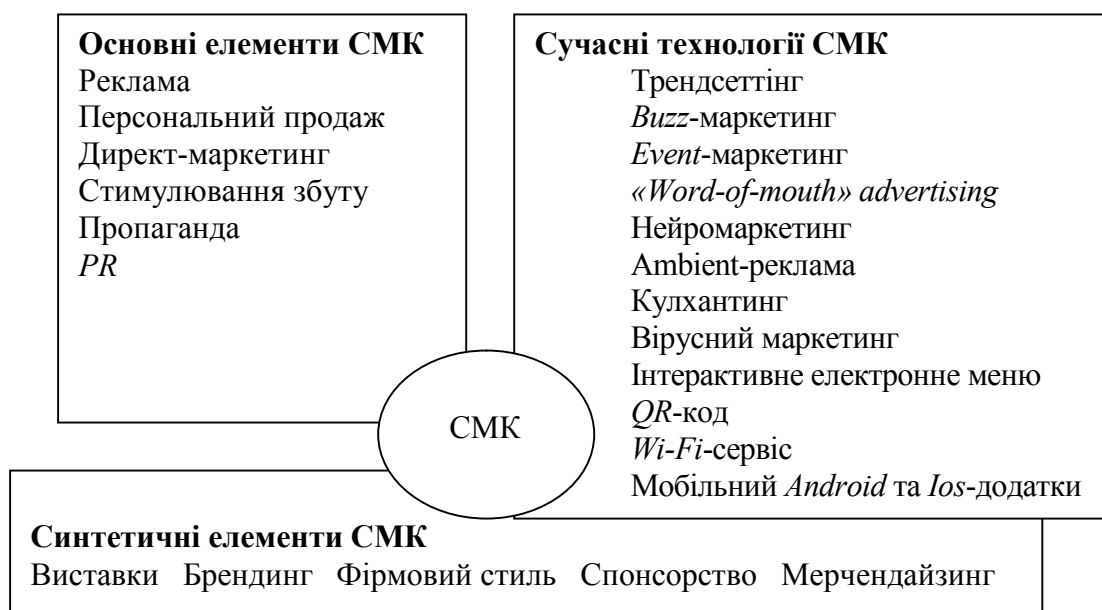 Основні елементи СМК
Реклама
Персональний продаж
Директ-маркетинг
Стимулювання збуту
Пропаганда
PR
Сучасні технології СМК
Трендсеттінг
Buzz-маркетинг
Event-маркетинг
«Word-of-mouth» advertising
Нейромаркетинг
Ambient-реклама
Кулхантинг
Вірусний маркетинг
Інтерактивне електронне меню
QR-код
Wi-Fi-сервіс
Мобільний Android та Ios-додатки
СМК
Синтетичні елементи СМК
Виставки Брендинг Фірмовий стиль Спонсорство Мерчендайзинг